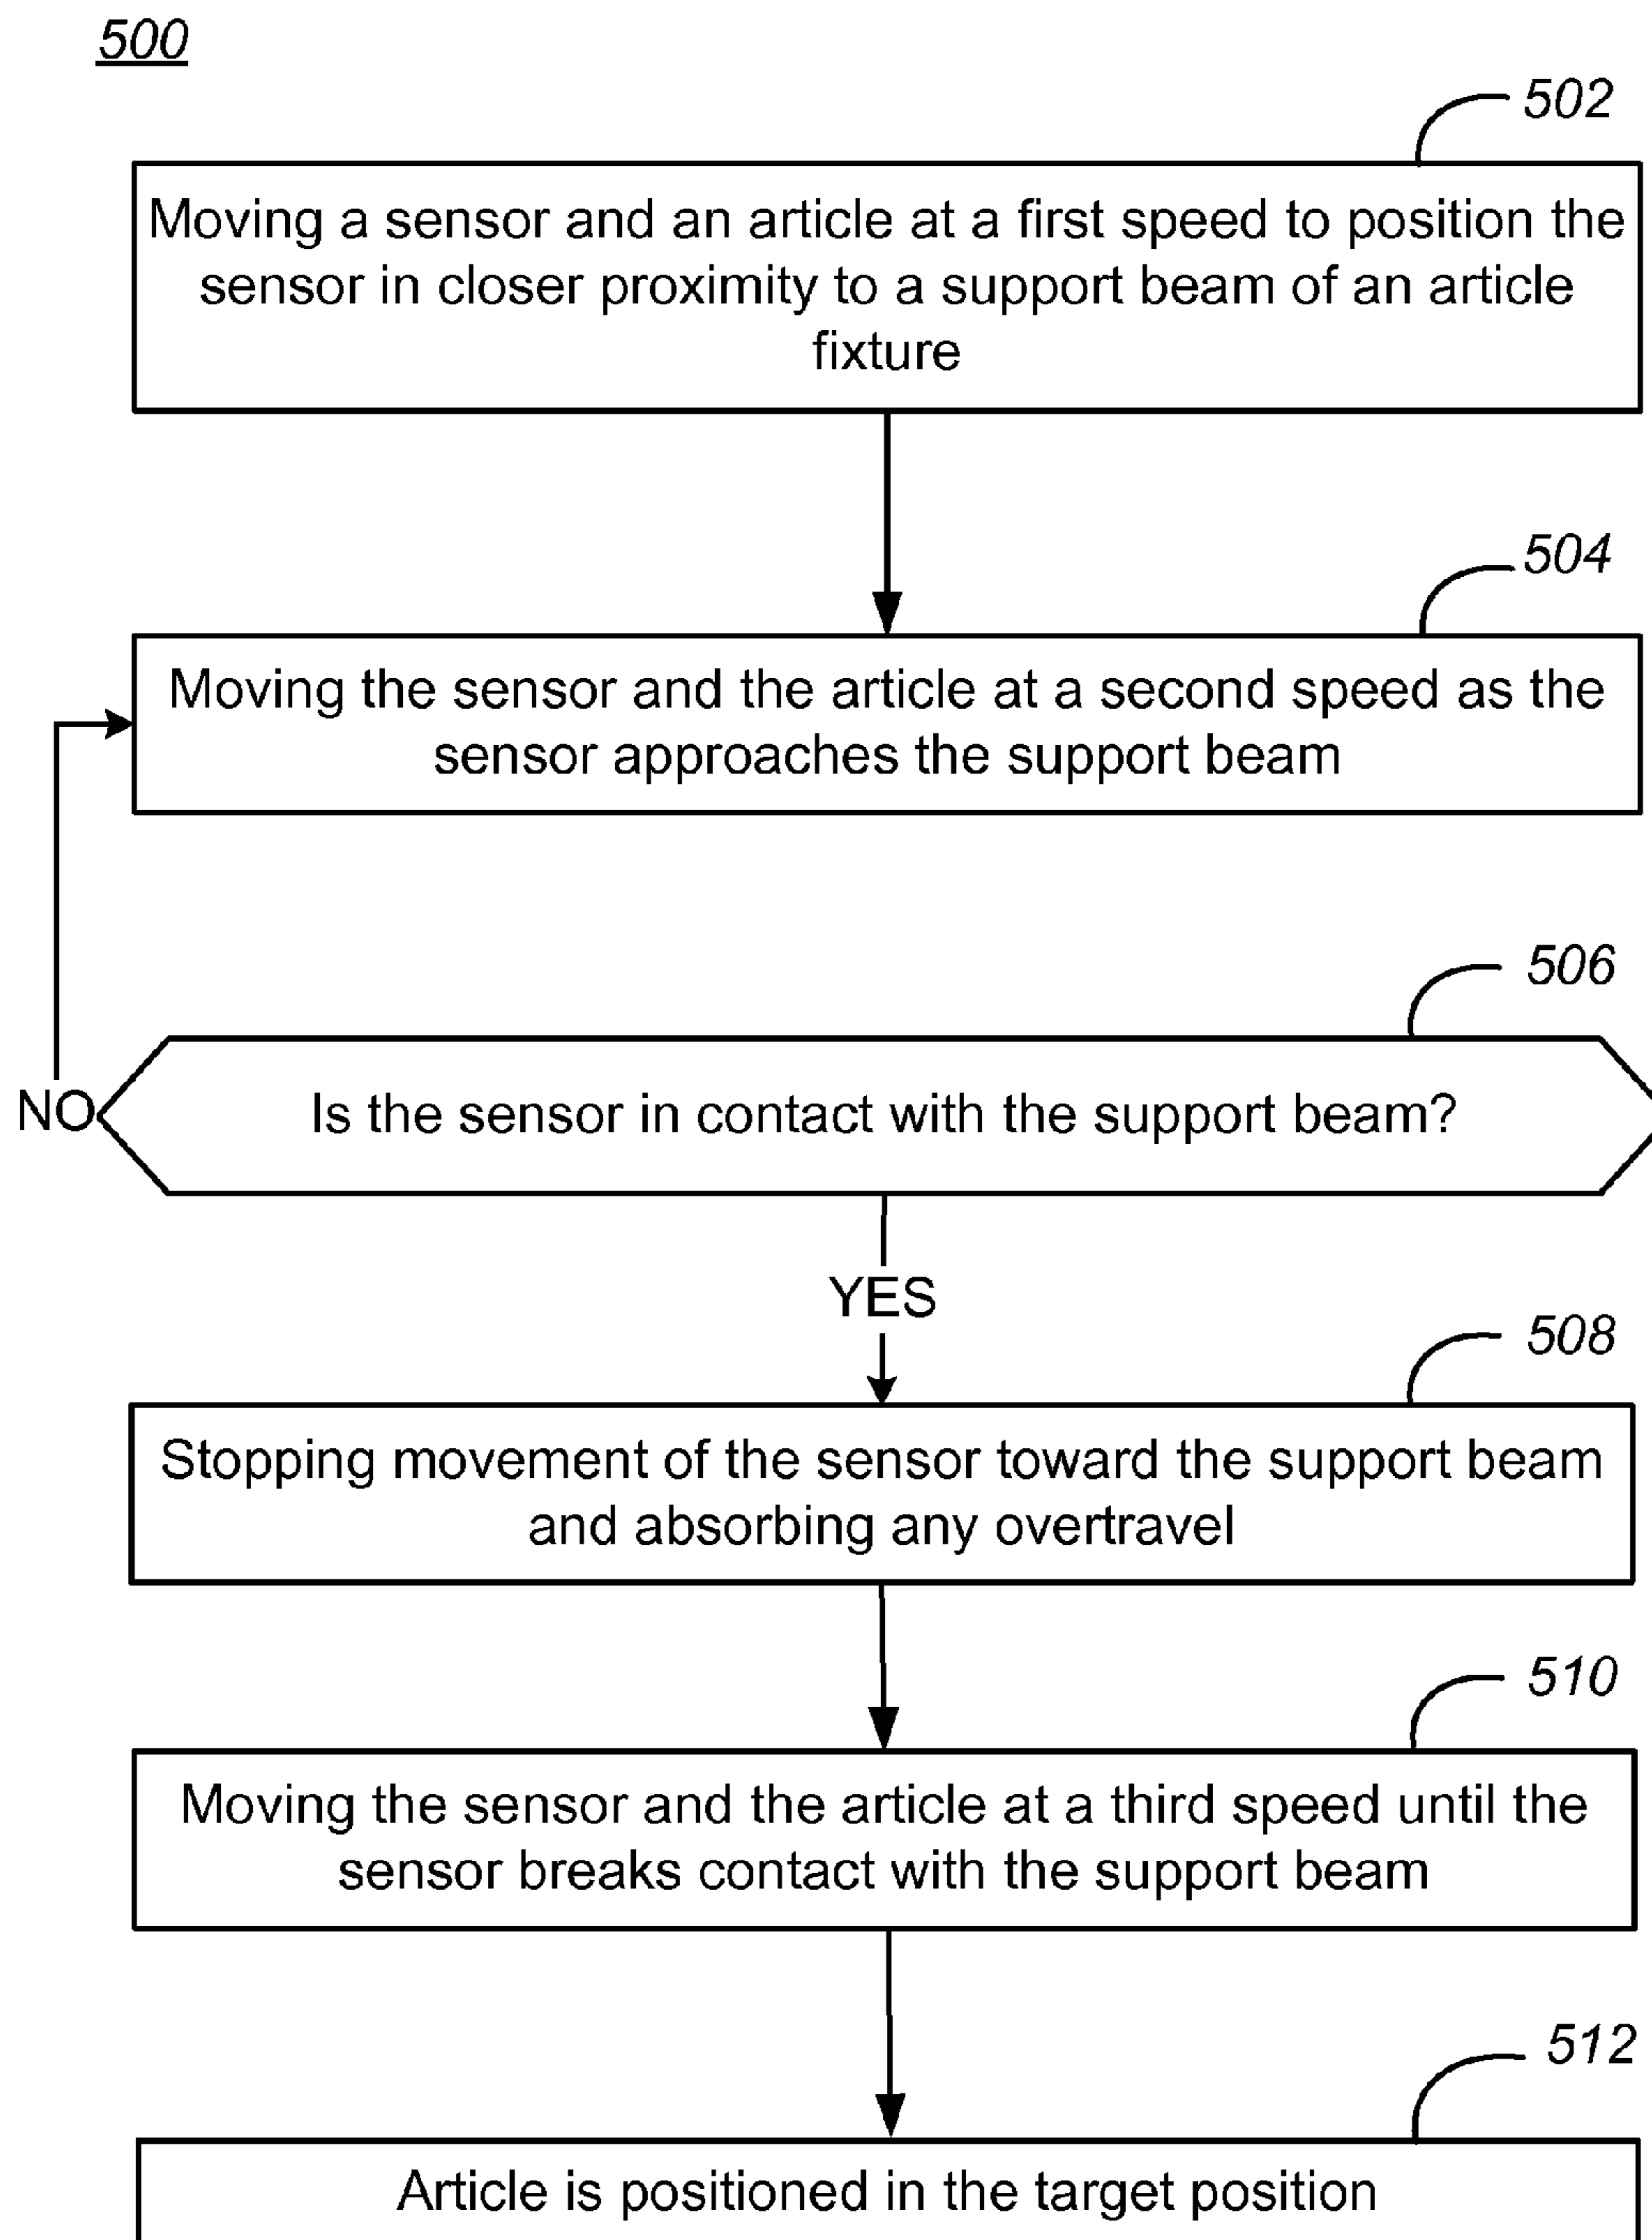 500
502
Moving a sensor and an article at a first speed to position the
sensor in closer proximity to a support beam of an article
fixture
504
Moving the sensor and the article at a second speed as the
sensor approaches the support beam
506
NO
Is the sensor in contact with the support beam?
YES
508
Stopping movement of the sensor toward the support beam
and absorbing any overtravel
510
Moving the sensor and the article at a third speed until the
sensor breaks contact with the support beam
512
Article is positioned in the target position